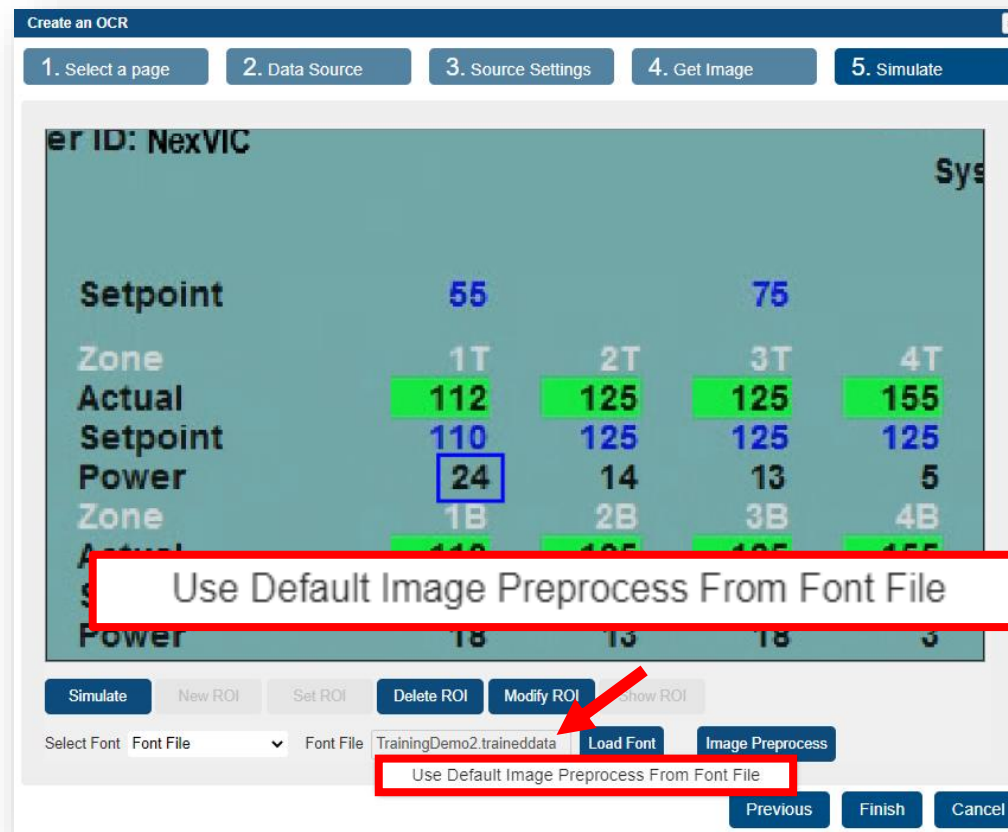 Create an OCR
1. Select a page 2. Data Source 3. Source Settings 4. Get Image 5. Simulate
er ID: NexVIC
Sys
Setpoint 55 75
Zone 1T 2T 3T 4T
Actual 112 125 125 155
Setpoint 110 125 125 125
Power 24 14 13 5
Zone 1B 2B 3B 4B
Use Default Image Preprocess From Font File
Power 18 13 18 3
Simulate New ROI Set ROI Delete ROI Modify ROI Show ROI
Select Font Font File Font File TrainingDemo2.traineddata Load Font Image Preprocess
Use Default Image Preprocess From Font File
Previous Finish Cancel